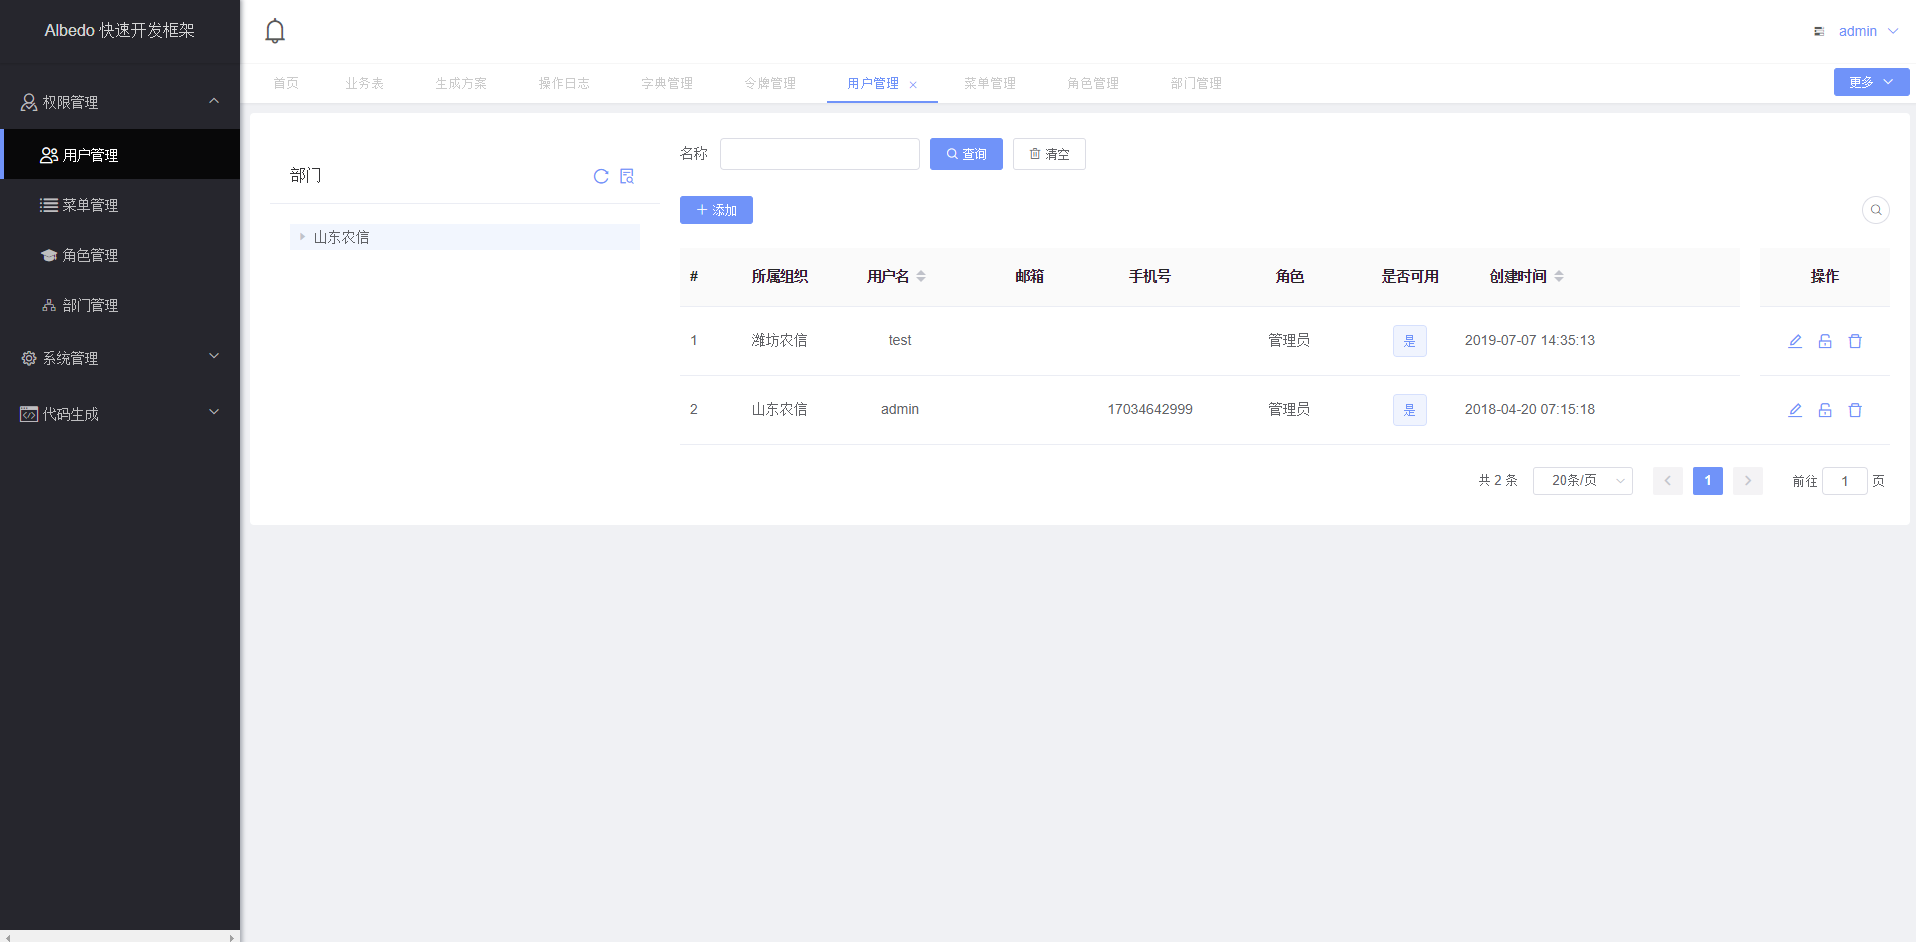 Albedo 快速开发框架
admin
首页 业务表 生成方案 操作日志 字典管理 令牌管理 用户管理 菜单管理 角色管理 部门管理 更多
权限管理
用户管理
菜单管理
角色管理
部门管理
系统管理
代码生成
部门
山东农信
名称 查询 清空
添加
# 所属组织 用户名 邮箱 手机号 角色 是否可用 创建时间 操作
1 潍坊农信 test 管理员 是 2019-07-07 14:35:13
2 山东农信 admin 17034642999 管理员 是 2018-04-20 07:15:18
共 2 条 20条/页 1 前往 1 页